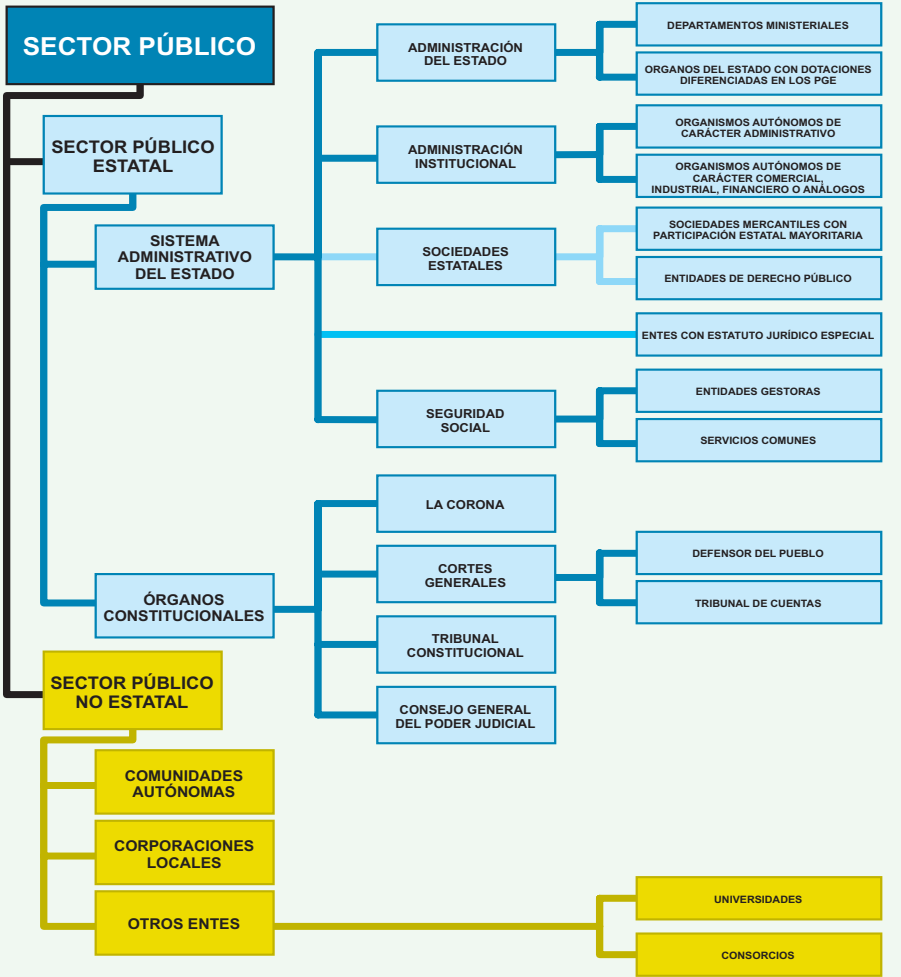 SECTOR PÚBLICO
SECTOR PÚBLICO
ESTATAL
SISTEMA
ADMINISTRATIVO
DEL ESTADO
ADMINISTRACIÓN
DEL ESTADO
DEPARTAMENTOS MINISTERIALES
ORGANOS DEL ESTADO CON DOTACIONES
DIFERENCIADAS EN LOS PGE
ADMINISTRACIÓN
INSTITUCIONAL
ORGANISMOS AUTÓNOMOS DE
CARÁCTER ADMINISTRATIVO
ORGANISMOS AUTÓNOMOS DE
CARÁCTER COMERCIAL,
INDUSTRIAL, FINANCIERO O ANÁLOGOS
SOCIEDADES
ESTATALES
SOCIEDADES MERCANTILES CON
PARTICIPACIÓN ESTATAL MAYORITARIA
ENTIDADES DE DERECHO PÚBLICO
ENTES CON ESTATUTO JURÍDICO ESPECIAL
SEGURIDAD
SOCIAL
ENTIDADES GESTORAS
SERVICIOS COMUNES
ÓRGANOS
CONSTITUCIONALES
LA CORONA
CORTES
GENERALES
DEFENSOR DEL PUEBLO
TRIBUNAL DE CUENTAS
TRIBUNAL
CONSTITUCIONAL
CONSEJO GENERAL
DEL PODER JUDICIAL
SECTOR PÚBLICO
NO ESTATAL
COMUNIDADES
AUTÓNOMAS
CORPORACIONES
LOCALES
OTROS ENTES
UNIVERSIDADES
CONSORCIOS